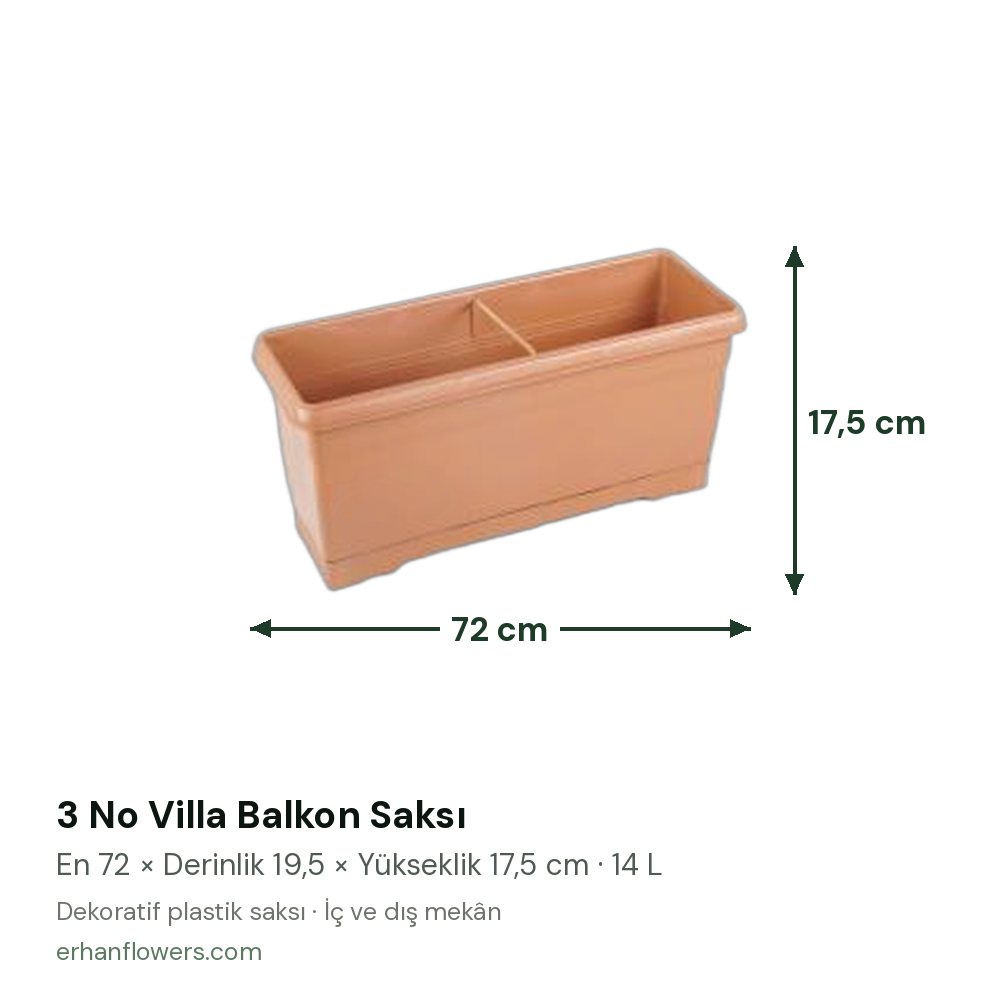 17,5 cm
72 cm
3 No Villa Balkon Saksı
En 72 × Derinlik 19,5 × Yükseklik 17,5 cm · 14 L
Dekoratif plastik saksı · İç ve dış mekân
erhanflowers.com